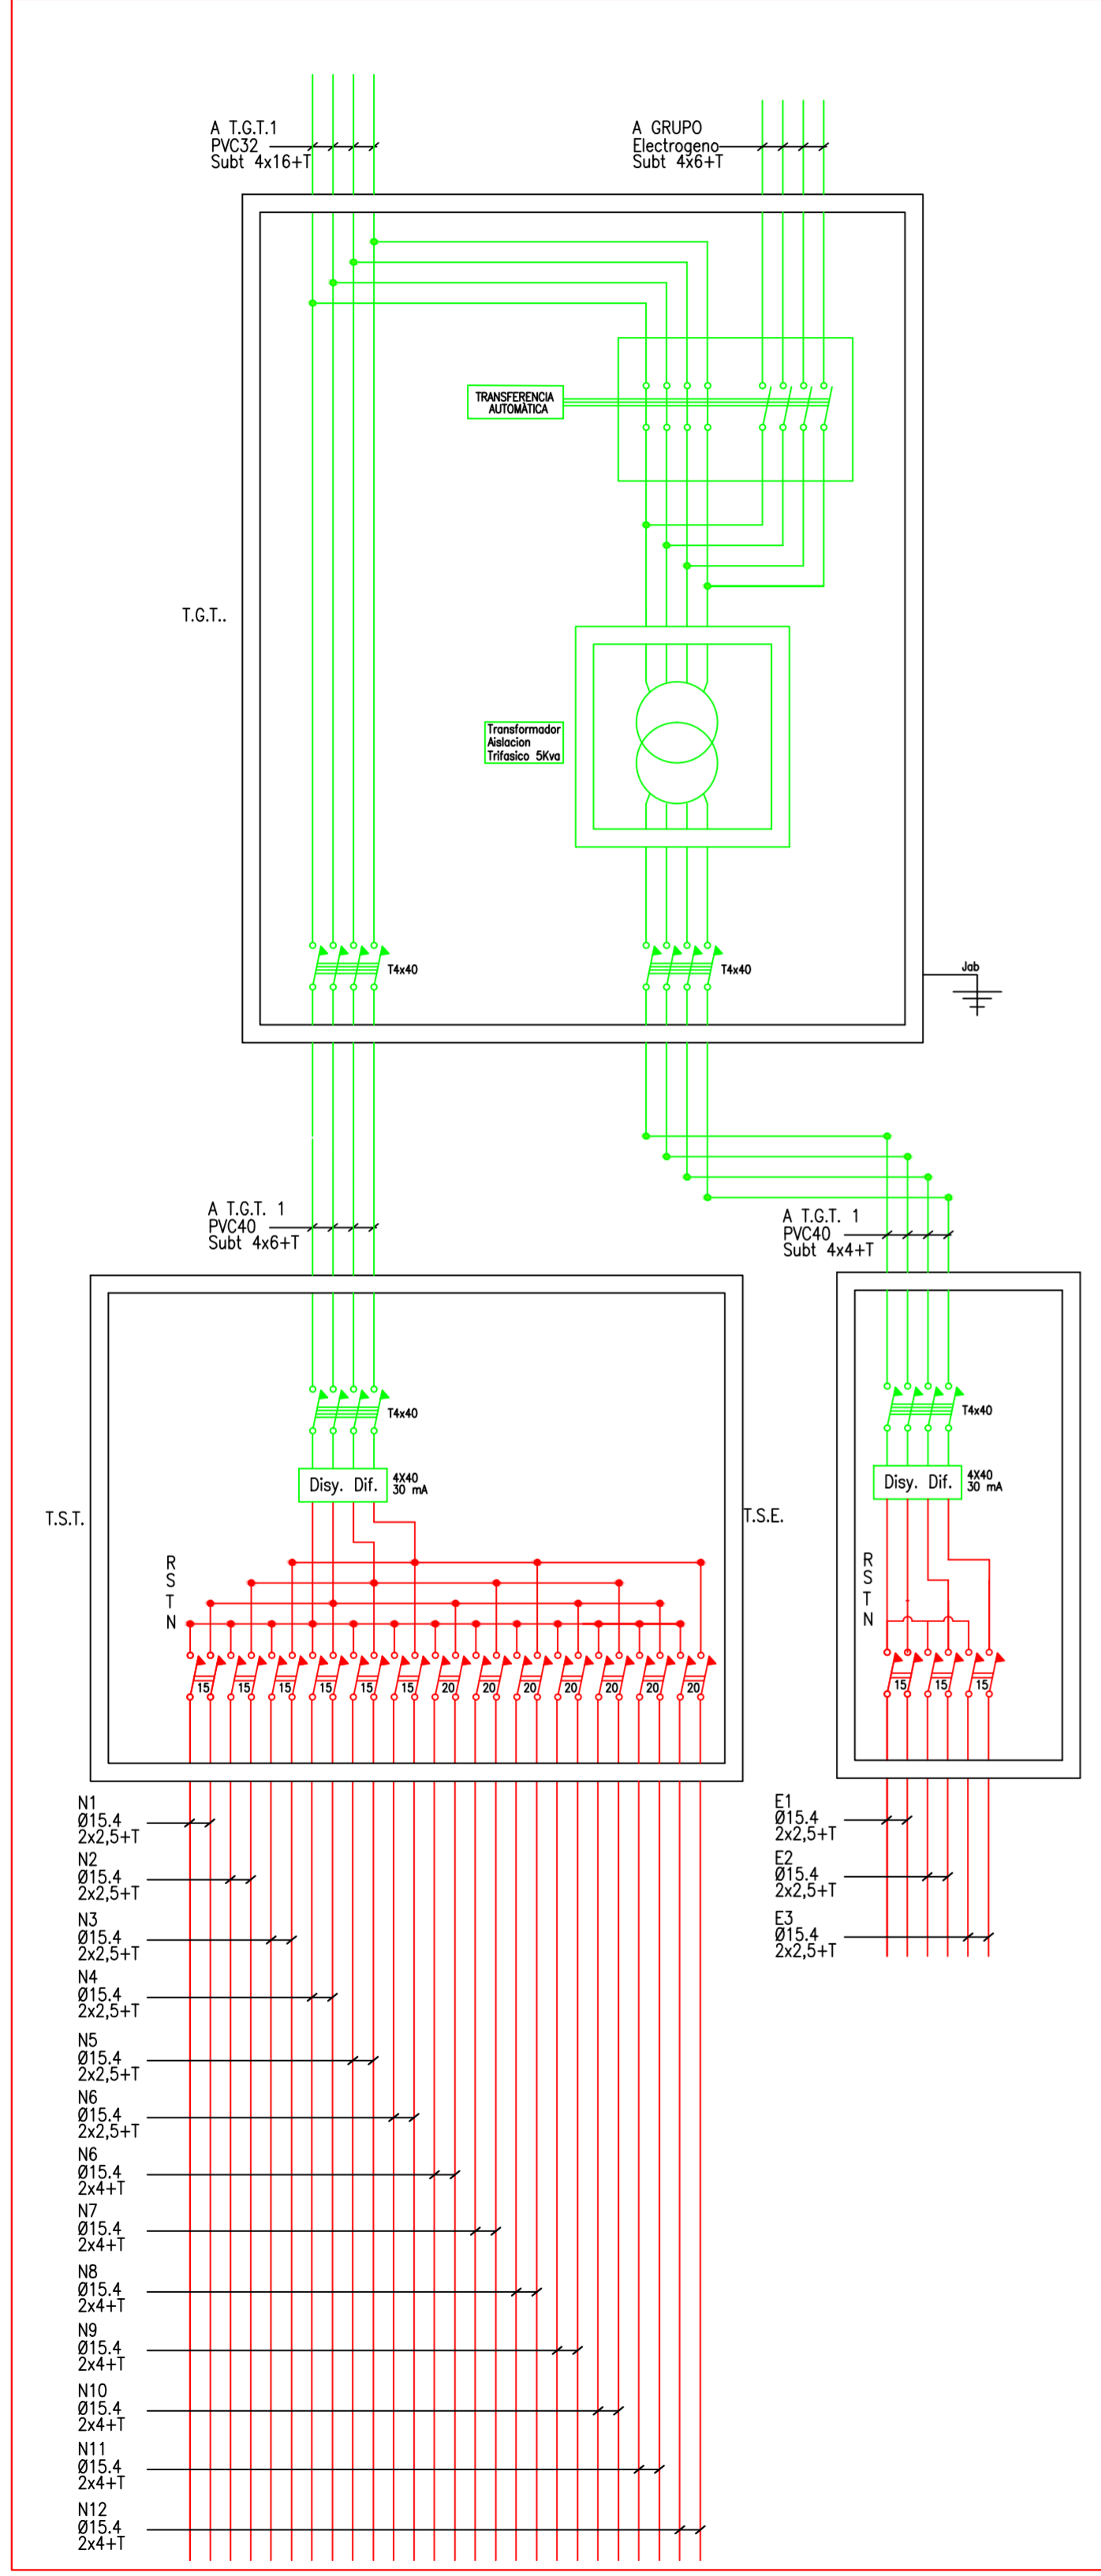 A T.G.T.1
PVC32
Subt 4x16+T
A GRUPO
Electrogeno
Subt 4x6+T
TRANSFERENCIA
AUTOMÀTICA
T.G.T..
Transformador
Aislacion
Trifasico 5Kva
T4x40
T4x40
Jab
A T.G.T. 1
PVC40
Subt 4x6+T
A T.G.T. 1
PVC40
Subt 4x4+T
T4x40
Disy. Dif.
4X40
30 mA
T.S.T.
R
S
T
N
15
15
15
15
15
15
20
20
20
20
20
20
20
T.S.E.
T4x40
Disy. Dif.
4X40
30 mA
R
S
T
N
15
15
15
N1
Ø15.4
2x2,5+T
N2
Ø15.4
2x2,5+T
N3
Ø15.4
2x2,5+T
N4
Ø15.4
2x2,5+T
N5
Ø15.4
2x2,5+T
N6
Ø15.4
2x2,5+T
N6
Ø15.4
2x4+T
N7
Ø15.4
2x4+T
N8
Ø15.4
2x4+T
N9
Ø15.4
2x4+T
N10
Ø15.4
2x4+T
N11
Ø15.4
2x4+T
N12
Ø15.4
2x4+T
E1
Ø15.4
2x2,5+T
E2
Ø15.4
2x2,5+T
E3
Ø15.4
2x2,5+T